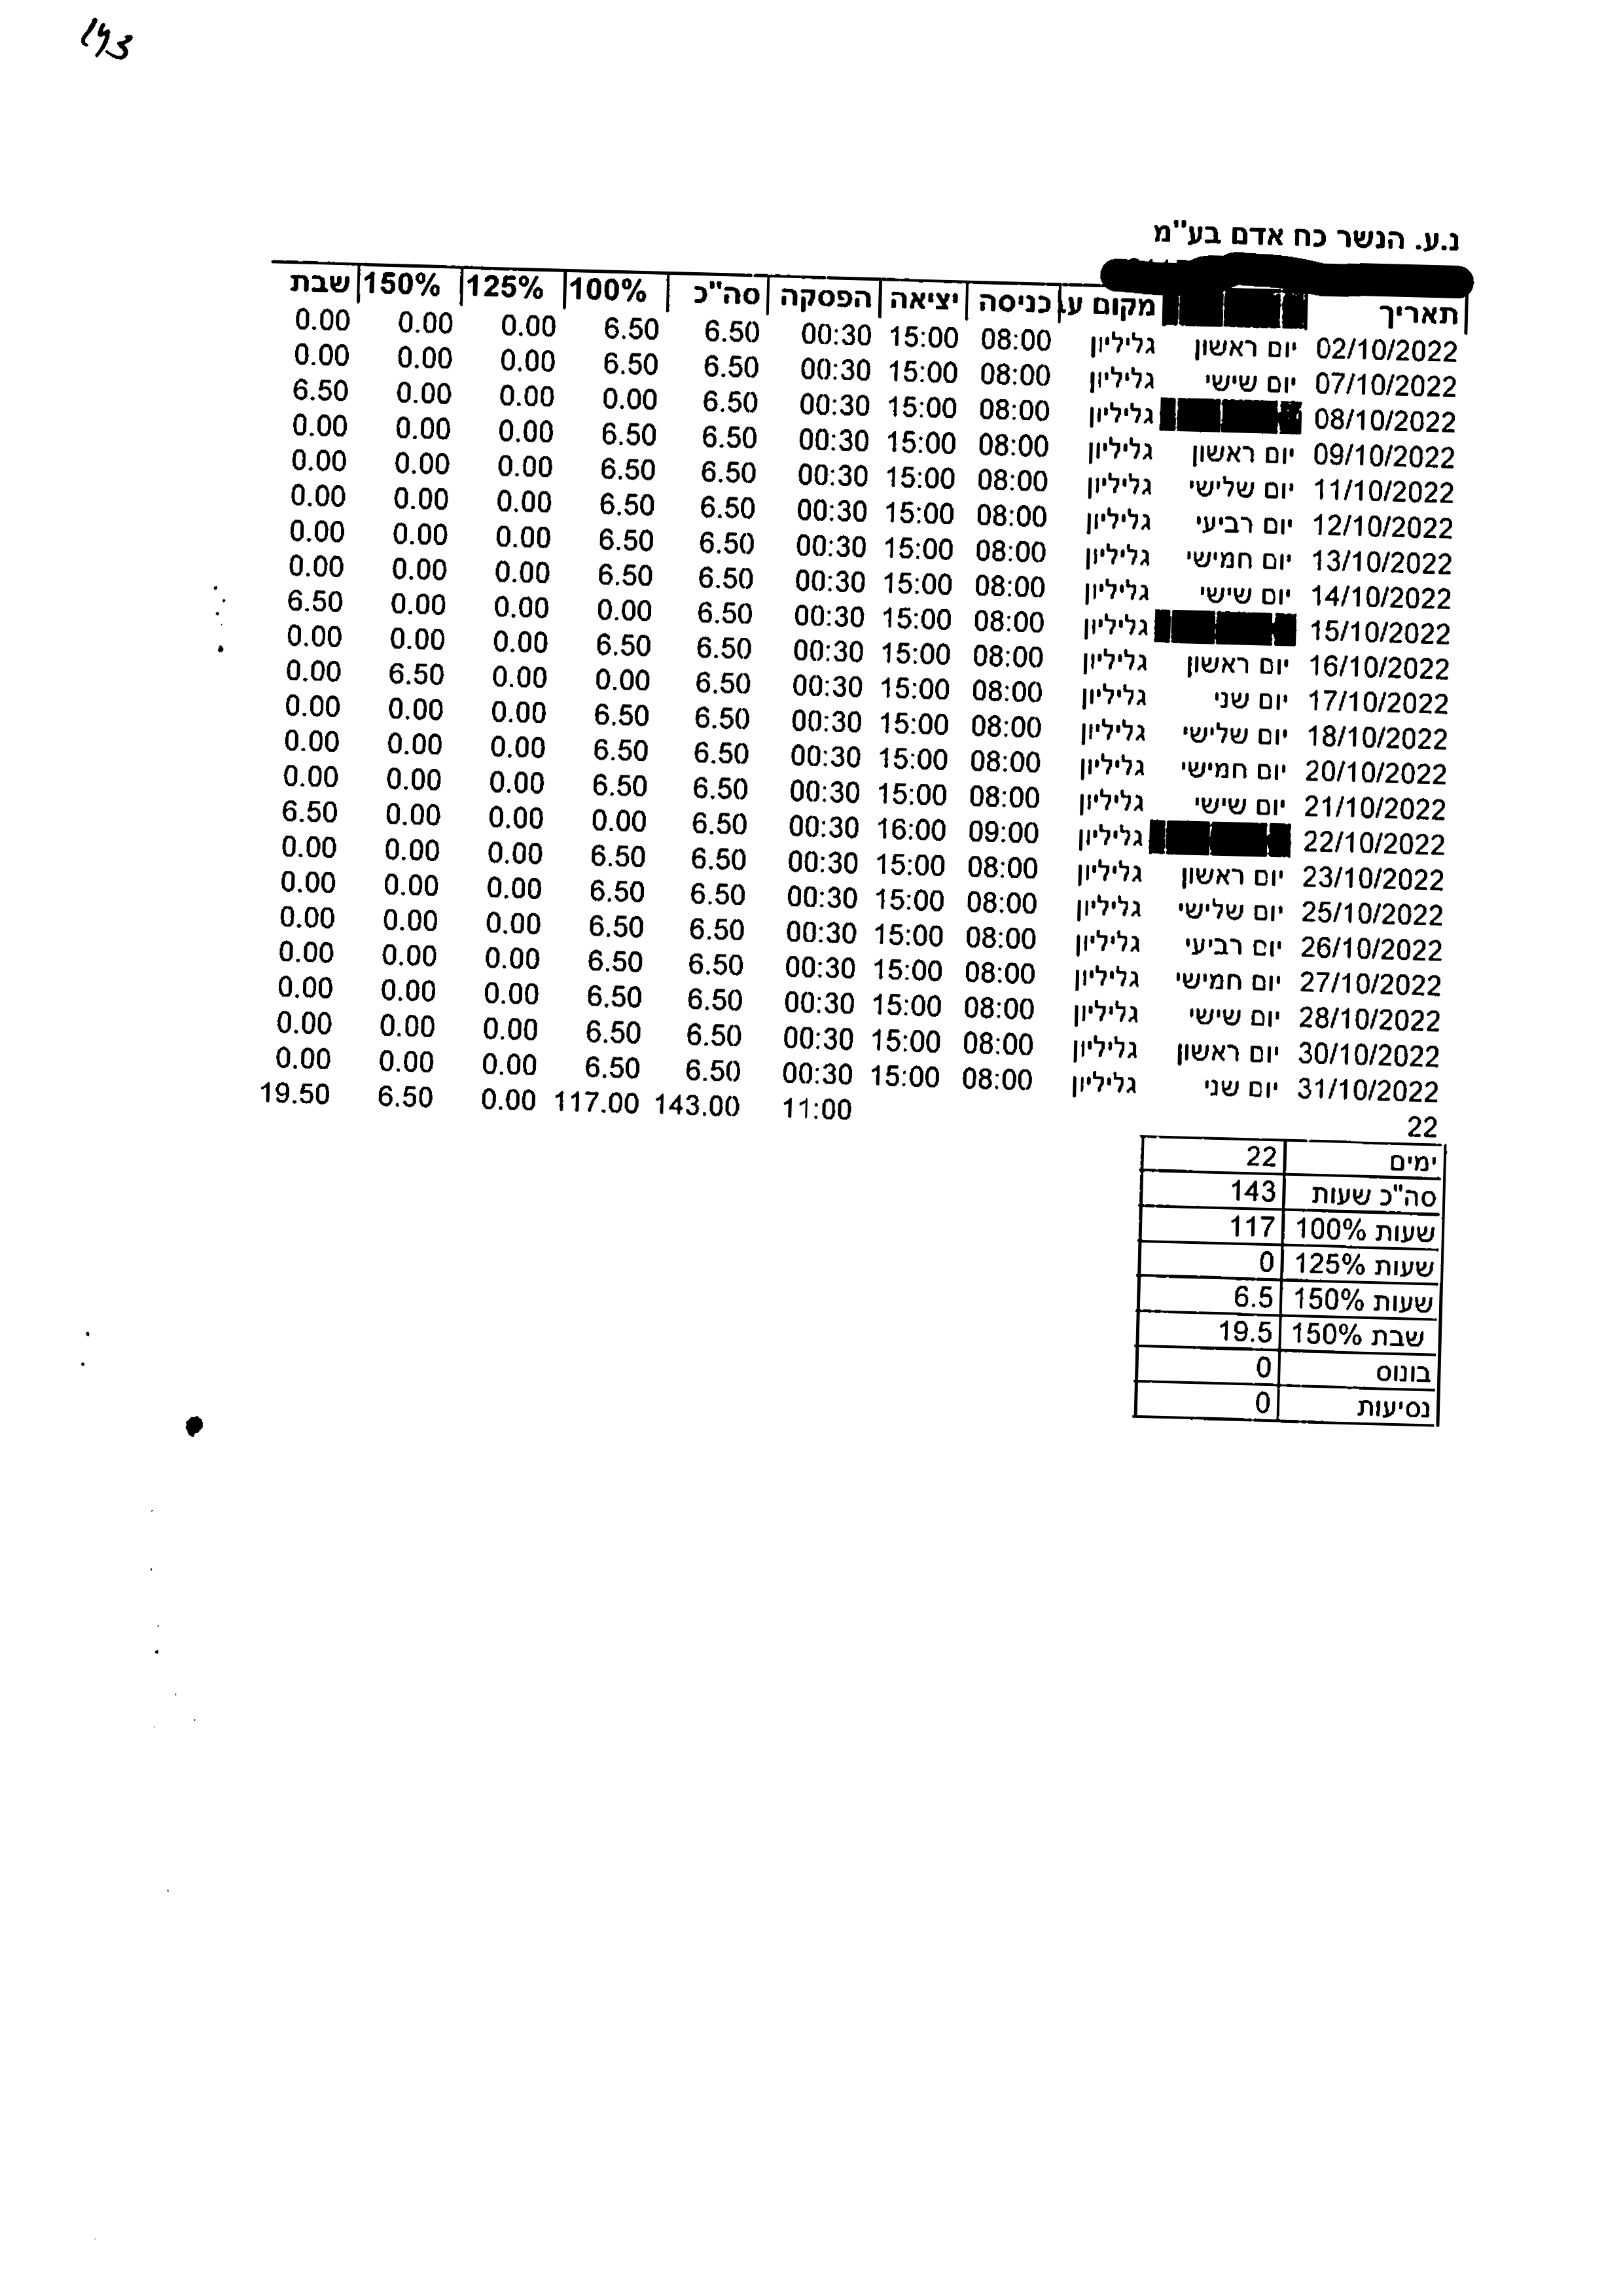 143
נ.ע. הנשר כח אדם בע"מ
תאריך מקום ע כניסה יציאה הפסקה סה"כ 100% 125% 150% שבת
02/10/2022 יום ראשון גליליון 08:00 15:00 00:30 6.50 6.50 0.00 0.00 0.00
07/10/2022 יום שישי גליליון 08:00 15:00 00:30 6.50 6.50 0.00 0.00 0.00
08/10/2022 גליליון 08:00 15:00 00:30 6.50 0.00 0.00 0.00 6.50
09/10/2022 יום ראשון גליליון 08:00 15:00 00:30 6.50 6.50 0.00 0.00 0.00
11/10/2022 יום שלישי גליליון 08:00 15:00 00:30 6.50 6.50 0.00 0.00 0.00
12/10/2022 יום רביעי גליליון 08:00 15:00 00:30 6.50 6.50 0.00 0.00 0.00
13/10/2022 יום חמישי גליליון 08:00 15:00 00:30 6.50 6.50 0.00 0.00 0.00
14/10/2022 יום שישי גליליון 08:00 15:00 00:30 6.50 6.50 0.00 0.00 0.00
15/10/2022 גליליון 08:00 15:00 00:30 6.50 0.00 0.00 0.00 6.50
16/10/2022 יום ראשון גליליון 08:00 15:00 00:30 6.50 6.50 0.00 0.00 0.00
17/10/2022 יום שני גליליון 08:00 15:00 00:30 6.50 0.00 0.00 6.50 0.00
18/10/2022 יום שלישי גליליון 08:00 15:00 00:30 6.50 6.50 0.00 0.00 0.00
20/10/2022 יום חמישי גליליון 08:00 15:00 00:30 6.50 6.50 0.00 0.00 0.00
21/10/2022 יום שישי גליליון 08:00 15:00 00:30 6.50 6.50 0.00 0.00 0.00
22/10/2022 גליליון 09:00 16:00 00:30 6.50 0.00 0.00 0.00 6.50
23/10/2022 יום ראשון גליליון 08:00 15:00 00:30 6.50 6.50 0.00 0.00 0.00
25/10/2022 יום שלישי גליליון 08:00 15:00 00:30 6.50 6.50 0.00 0.00 0.00
26/10/2022 יום רביעי גליליון 08:00 15:00 00:30 6.50 6.50 0.00 0.00 0.00
27/10/2022 יום חמישי גליליון 08:00 15:00 00:30 6.50 6.50 0.00 0.00 0.00
28/10/2022 יום שישי גליליון 08:00 15:00 00:30 6.50 6.50 0.00 0.00 0.00
30/10/2022 יום ראשון גליליון 08:00 15:00 00:30 6.50 6.50 0.00 0.00 0.00
31/10/2022 יום שני גליליון 08:00 15:00 00:30 6.50 6.50 0.00 0.00 0.00
22 11:00 143.00 117.00 0.00 6.50 19.50
ימים 22
סה"כ שעות 143
שעות 100% 117
שעות 125% 0
שעות 150% 6.5
שבת 150% 19.5
בונוס 0
נסיעות 0